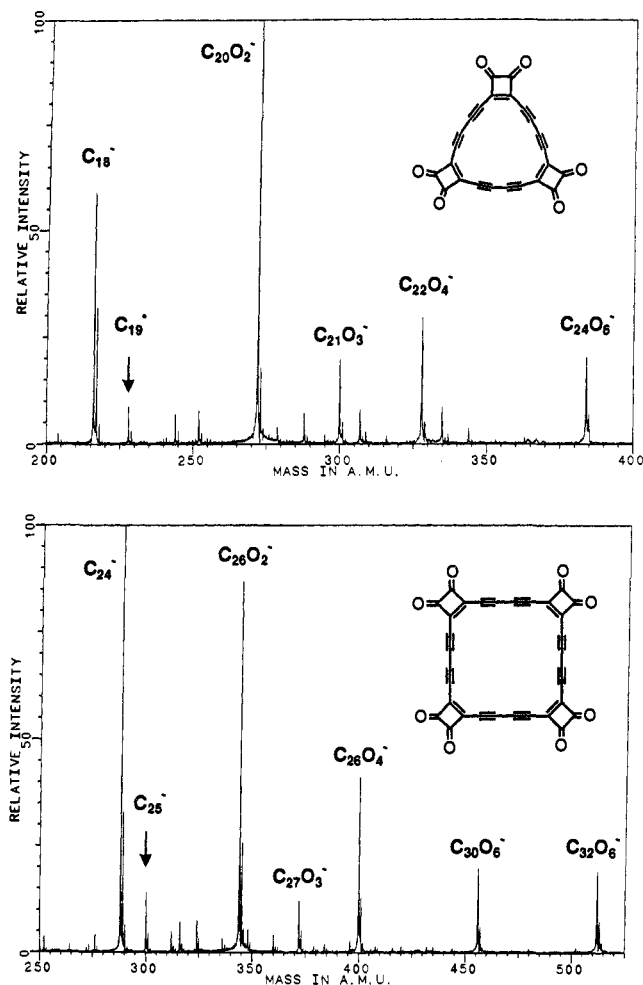 100
O O
C₂₀O₂⁻
C₁₈⁻
O O
O O
RELATIVE INTENSITY
50
C₂₂O₄⁻
C₁₉⁻
C₂₁O₃⁻
C₂₄O₆⁻
0
200 250 300 350 400
MASS IN A.M.U.
100
C₂₄⁻
C₂₆O₂⁻
O O
O O
O O
O O
RELATIVE INTENSITY
50
C₂₆O₄⁻
C₂₅⁻
C₃₀O₆⁻
C₃₂O₆⁻
C₂₇O₃⁻
0
250 300 350 400 450 500
MASS IN A.M.U.